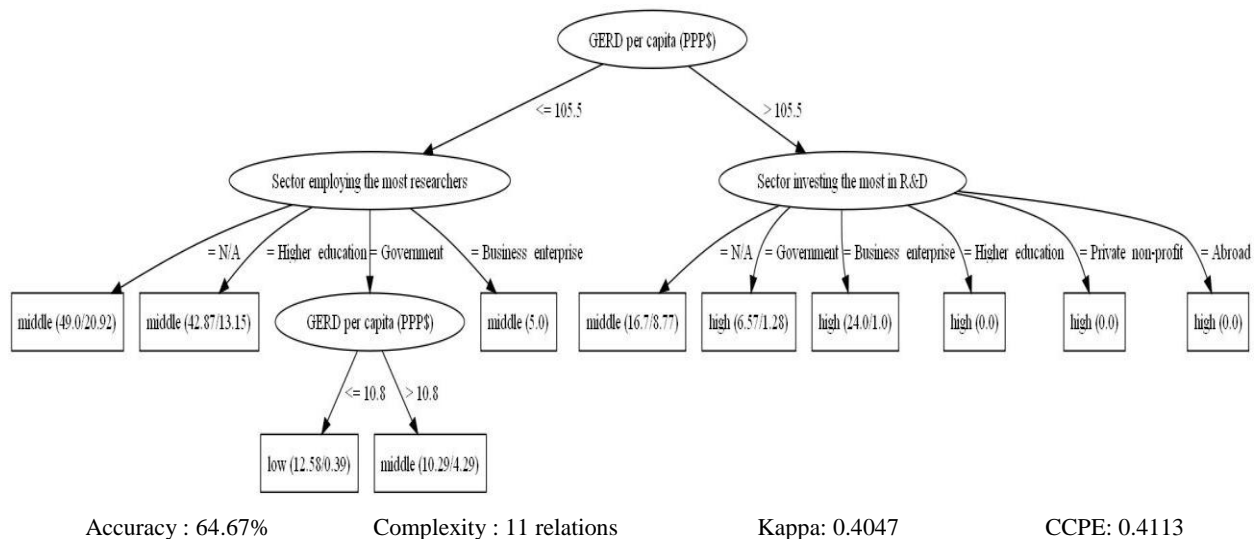 GERD per capita (PPP$)
<= 105.5
> 105.5
Sector employing the most researchers
Sector investing the most in R&D
= N/A
= Higher education
= Government
= Business enterprise
= N/A
= Government
= Business enterprise
= Higher education
= Private non-profit
= Abroad
middle (49.0/20.92)
middle (42.87/13.15)
GERD per capita (PPP$)
middle (5.0)
middle (16.7/8.77)
high (6.57/1.28)
high (24.0/1.0)
high (0.0)
high (0.0)
high (0.0)
<= 10.8
> 10.8
low (12.58/0.39)
middle (10.29/4.29)
Accuracy : 64.67% Complexity : 11 relations Kappa: 0.4047 CCPE: 0.4113